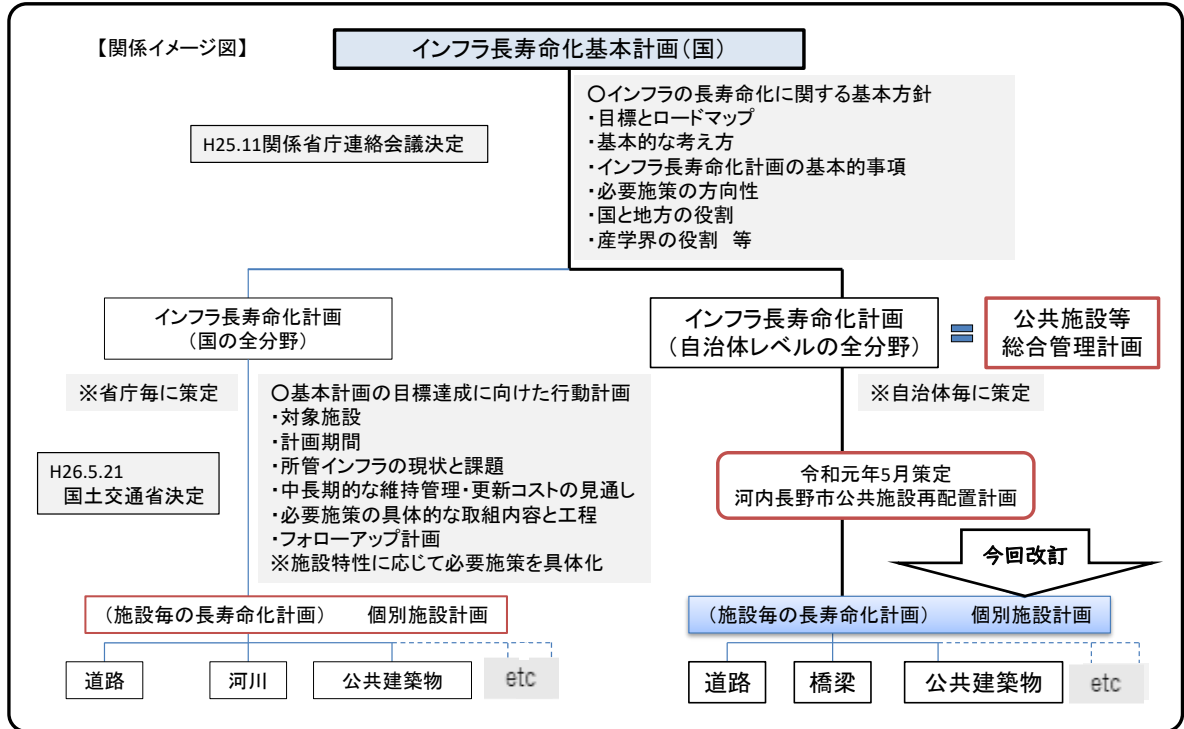 【関係イメージ図】
インフラ長寿命化基本計画(国)
H25.11関係省庁連絡会議決定
○インフラの長寿命化に関する基本方針
・目標とロードマップ
・基本的な考え方
・インフラ長寿命化計画の基本的事項
・必要施策の方向性
・国と地方の役割
・産学界の役割 等
インフラ長寿命化計画
(国の全分野)
インフラ長寿命化計画
(自治体レベルの全分野)
=
公共施設等
総合管理計画
※省庁毎に策定
○基本計画の目標達成に向けた行動計画
・対象施設
・計画期間
・所管インフラの現状と課題
・中長期的な維持管理・更新コストの見通し
・必要施策の具体的な取組内容と工程
・フォローアップ計画
※施設特性に応じて必要施策を具体化
※自治体毎に策定
H26.5.21
国土交通省決定
令和元年5月策定
河内長野市公共施設再配置計画
今回改訂
(施設毎の長寿命化計画) 個別施設計画
(施設毎の長寿命化計画) 個別施設計画
道路
河川
公共建築物
etc
道路
橋梁
公共建築物
etc